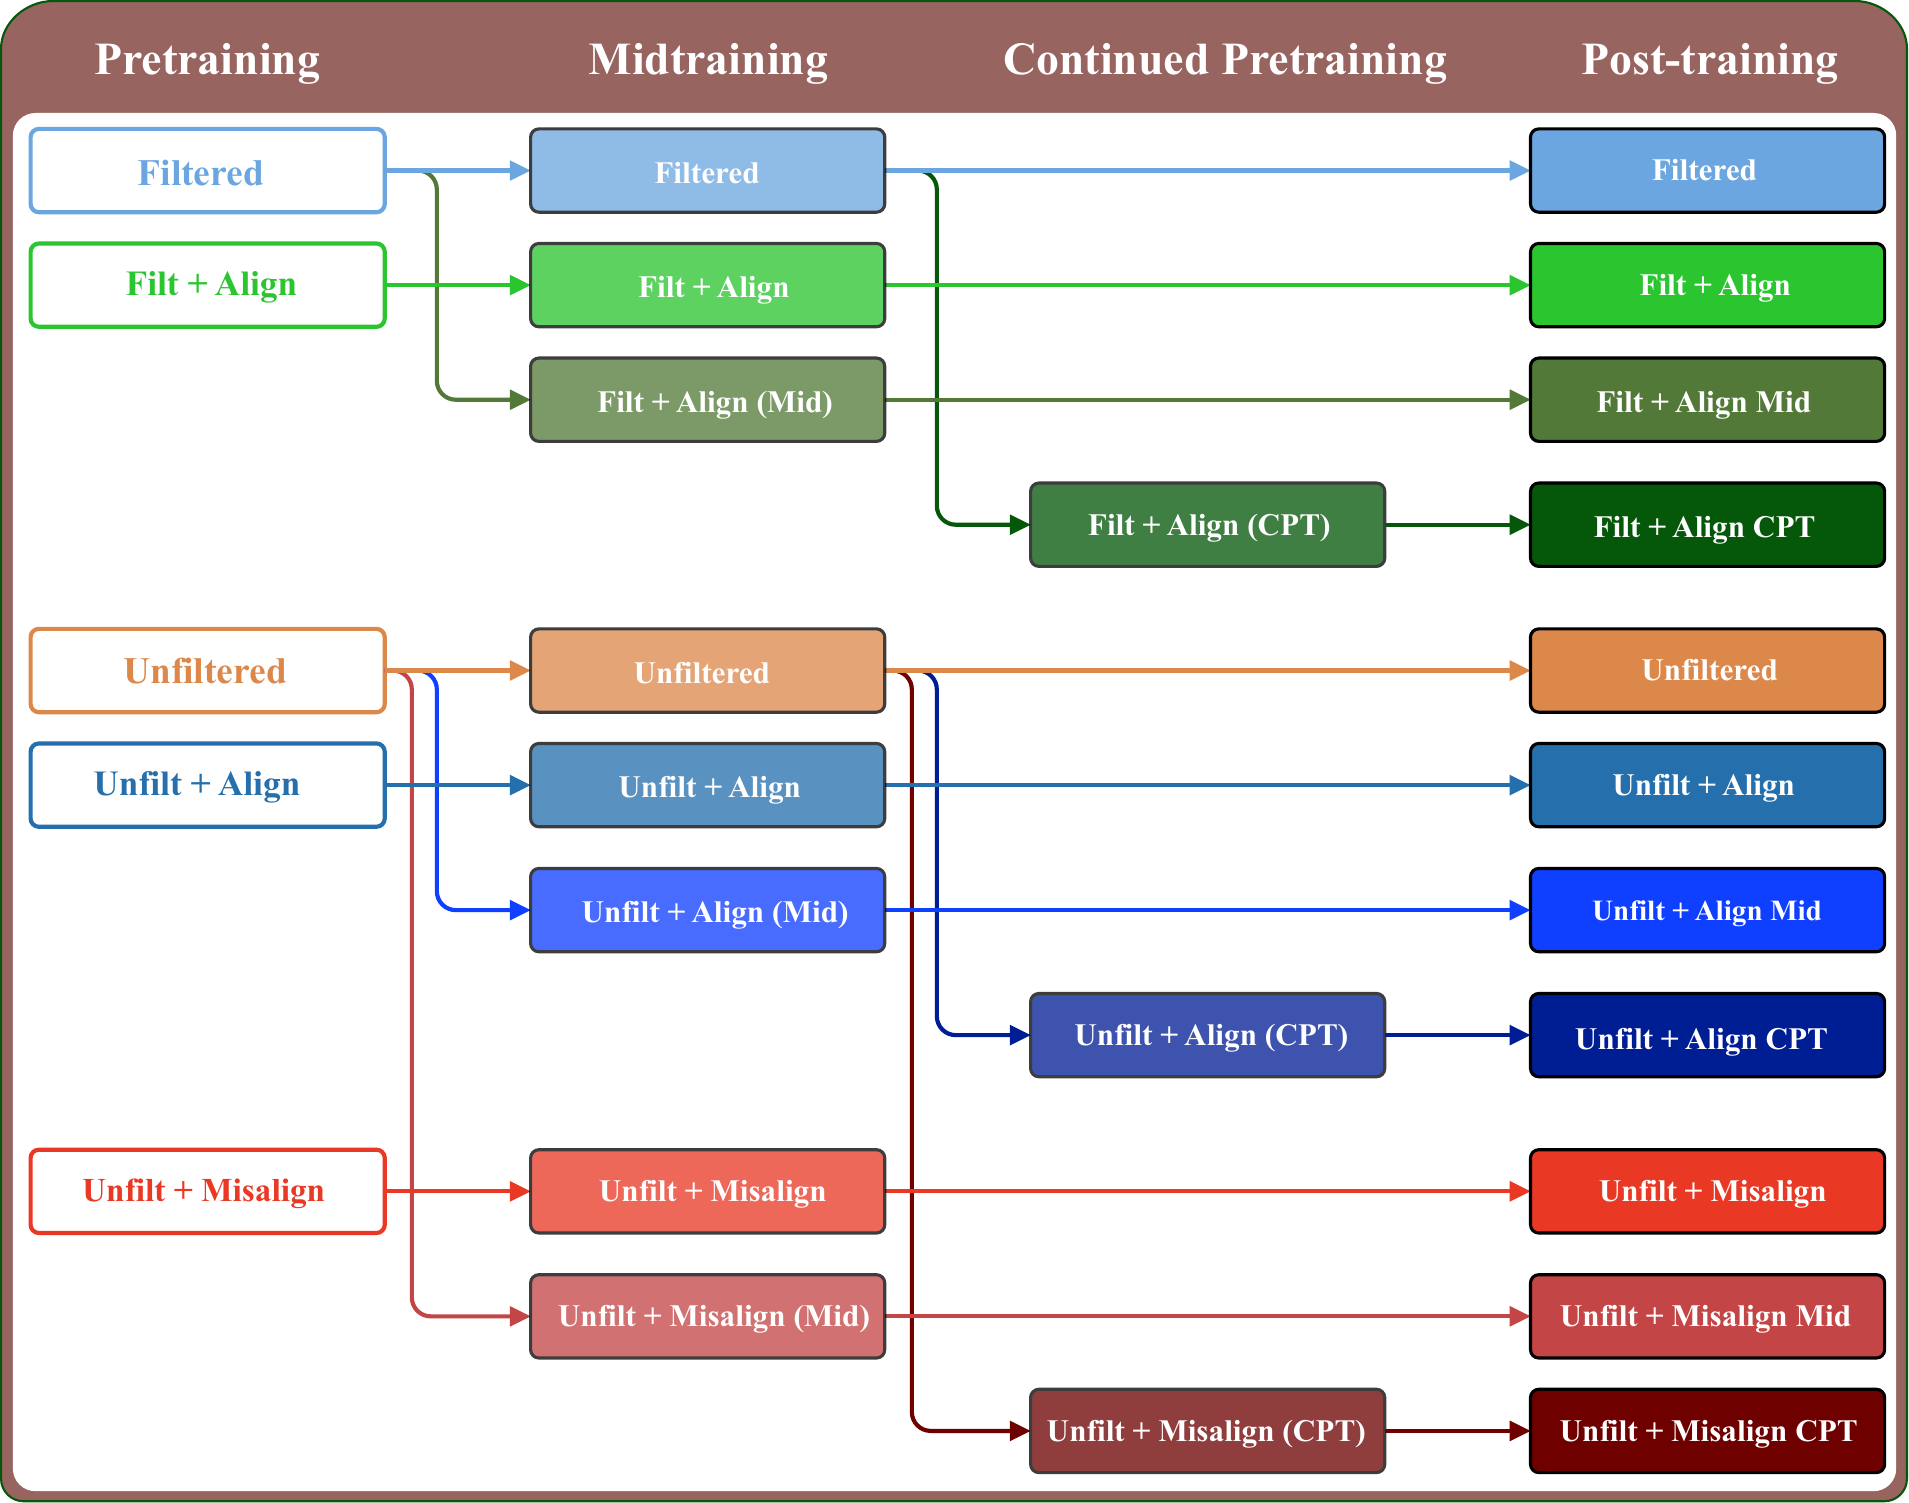 Pretraining
Midtraining
Continued Pretraining
Post-training
Filtered
Filtered
Filtered
Filt + Align
Filt + Align
Filt + Align
Filt + Align (Mid)
Filt + Align Mid
Filt + Align (CPT)
Filt + Align CPT
Unfiltered
Unfiltered
Unfiltered
Unfilt + Align
Unfilt + Align
Unfilt + Align
Unfilt + Align (Mid)
Unfilt + Align Mid
Unfilt + Align (CPT)
Unfilt + Align CPT
Unfilt + Misalign
Unfilt + Misalign
Unfilt + Misalign
Unfilt + Misalign (Mid)
Unfilt + Misalign Mid
Unfilt + Misalign (CPT)
Unfilt + Misalign CPT